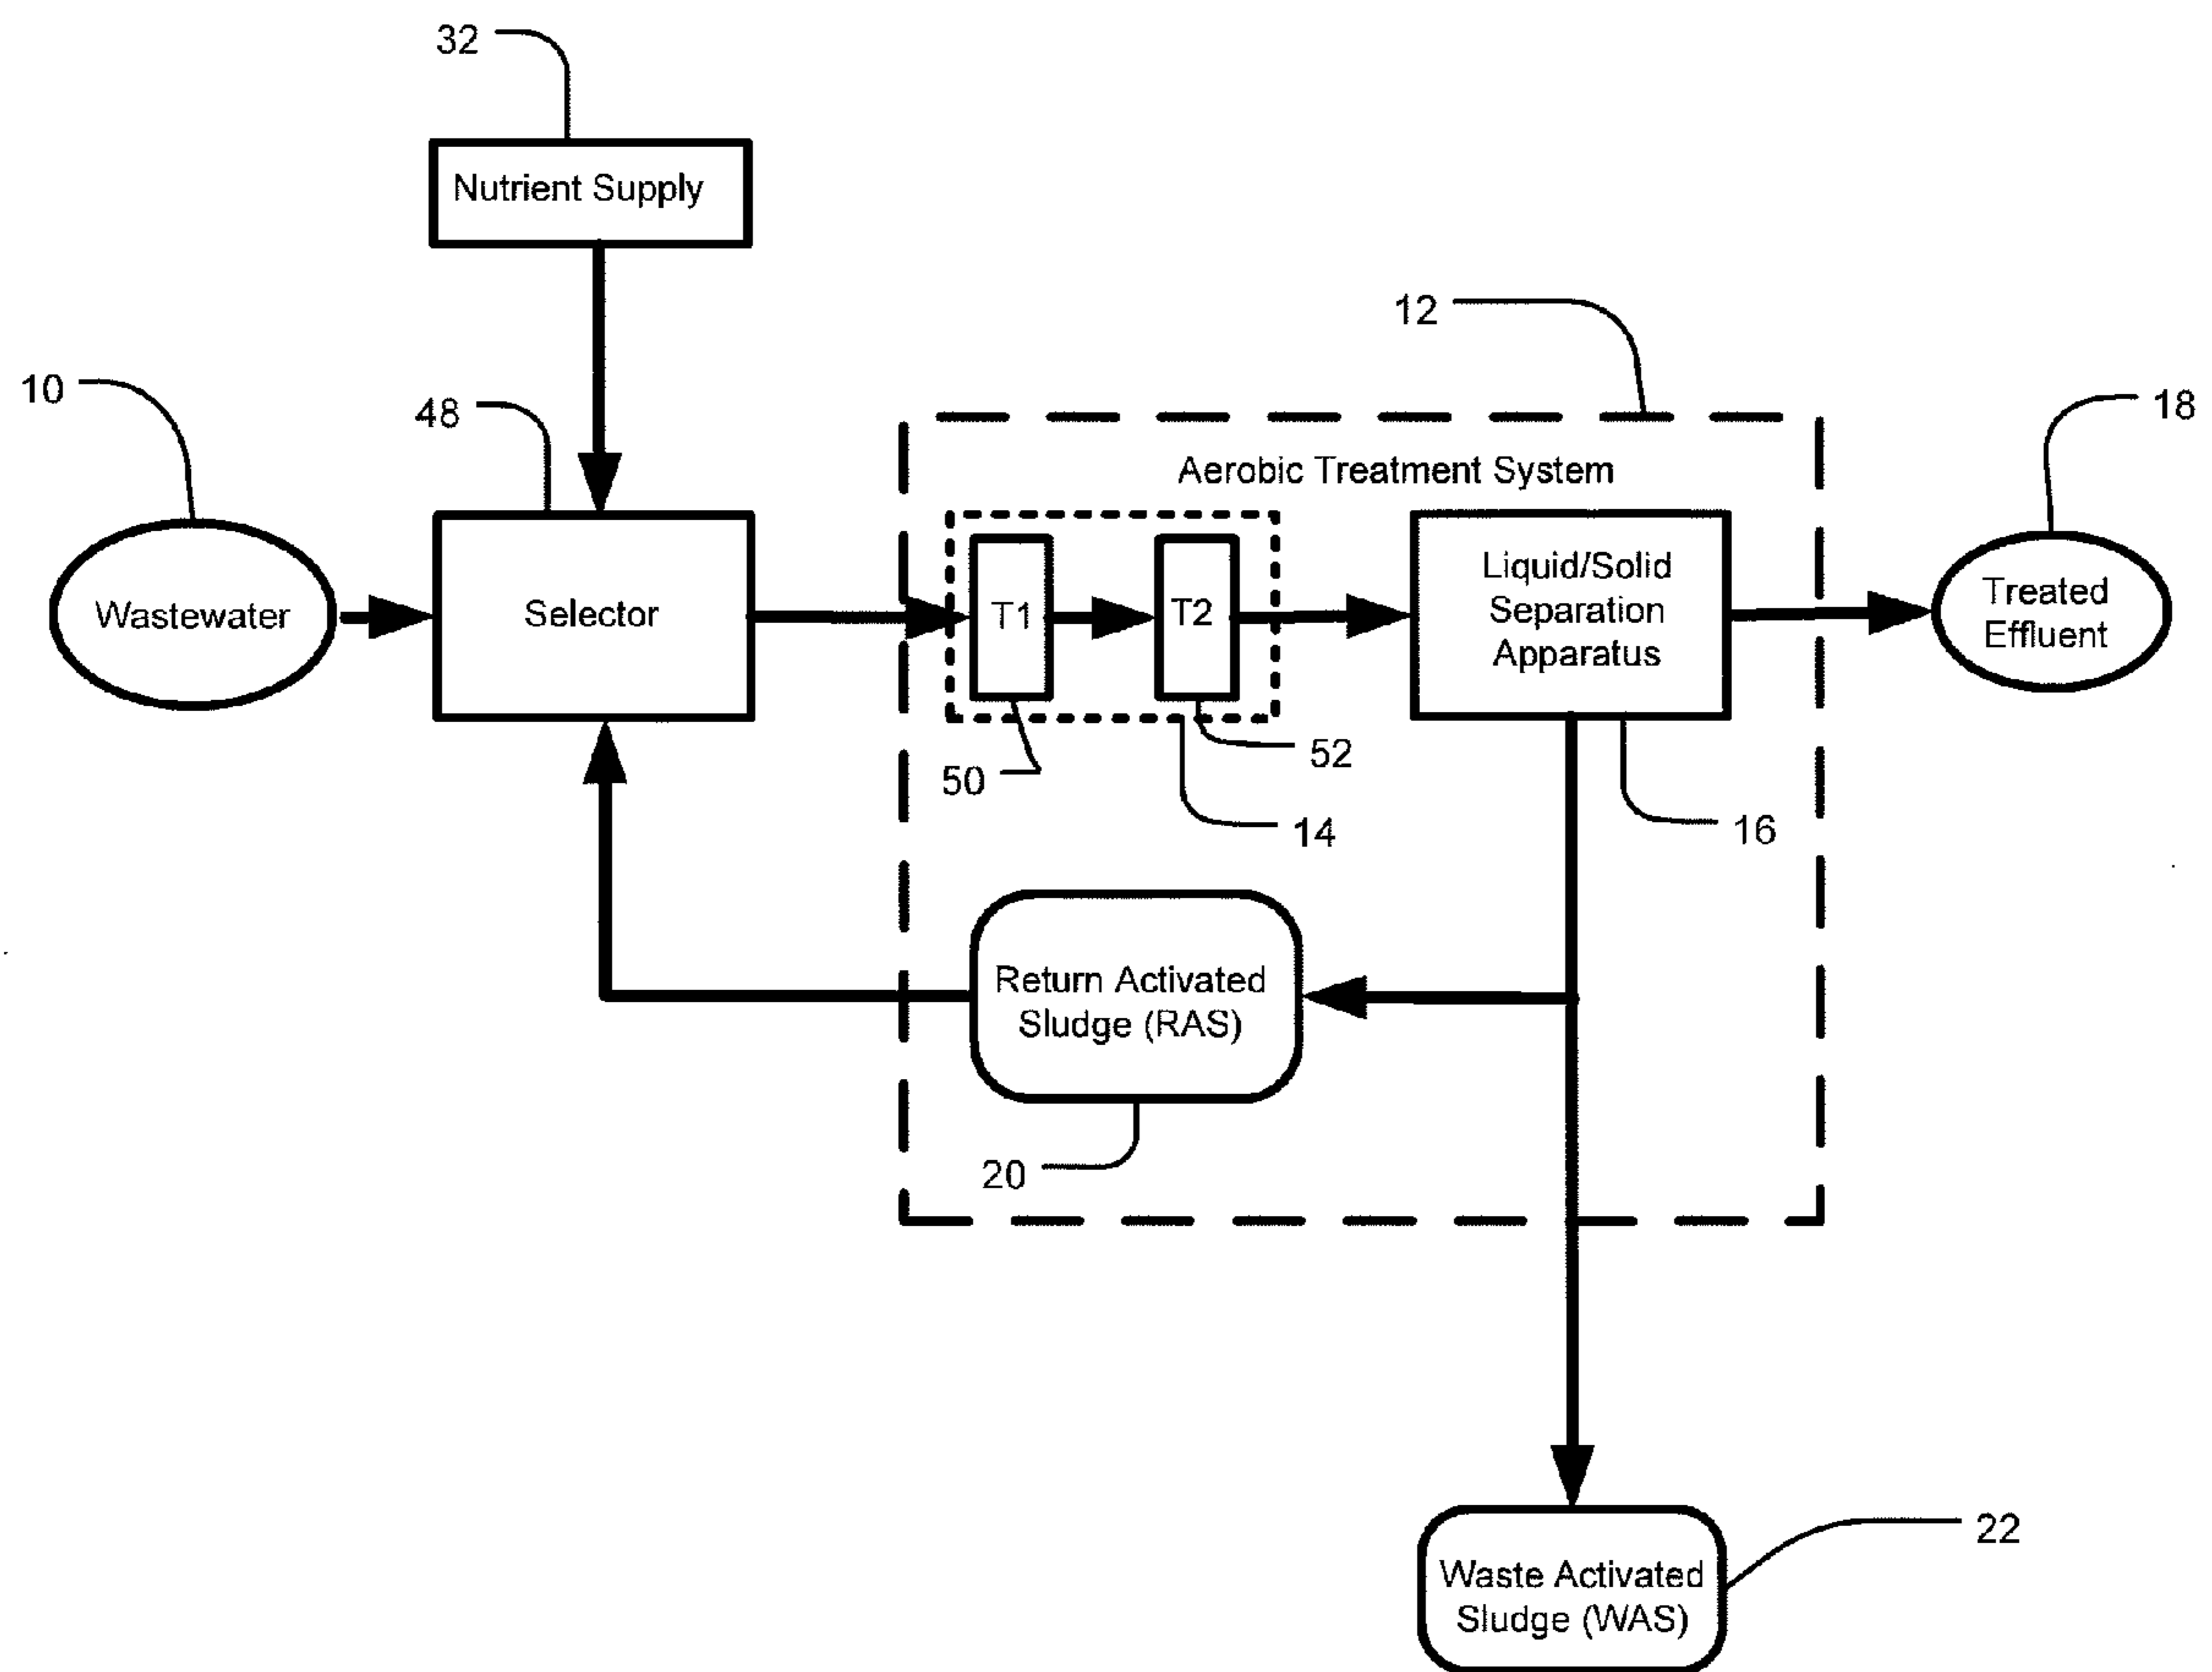 32
Nutrient Supply
12
10
48
18
Aerobic Treatment System
Wastewater
Selector
T1
T2
Liquid/Solid
Separation
Apparatus
Treated
Effluent
50
52
14
16
Return Activated
Sludge (RAS)
20
22
Waste Activated
Sludge (WAS)